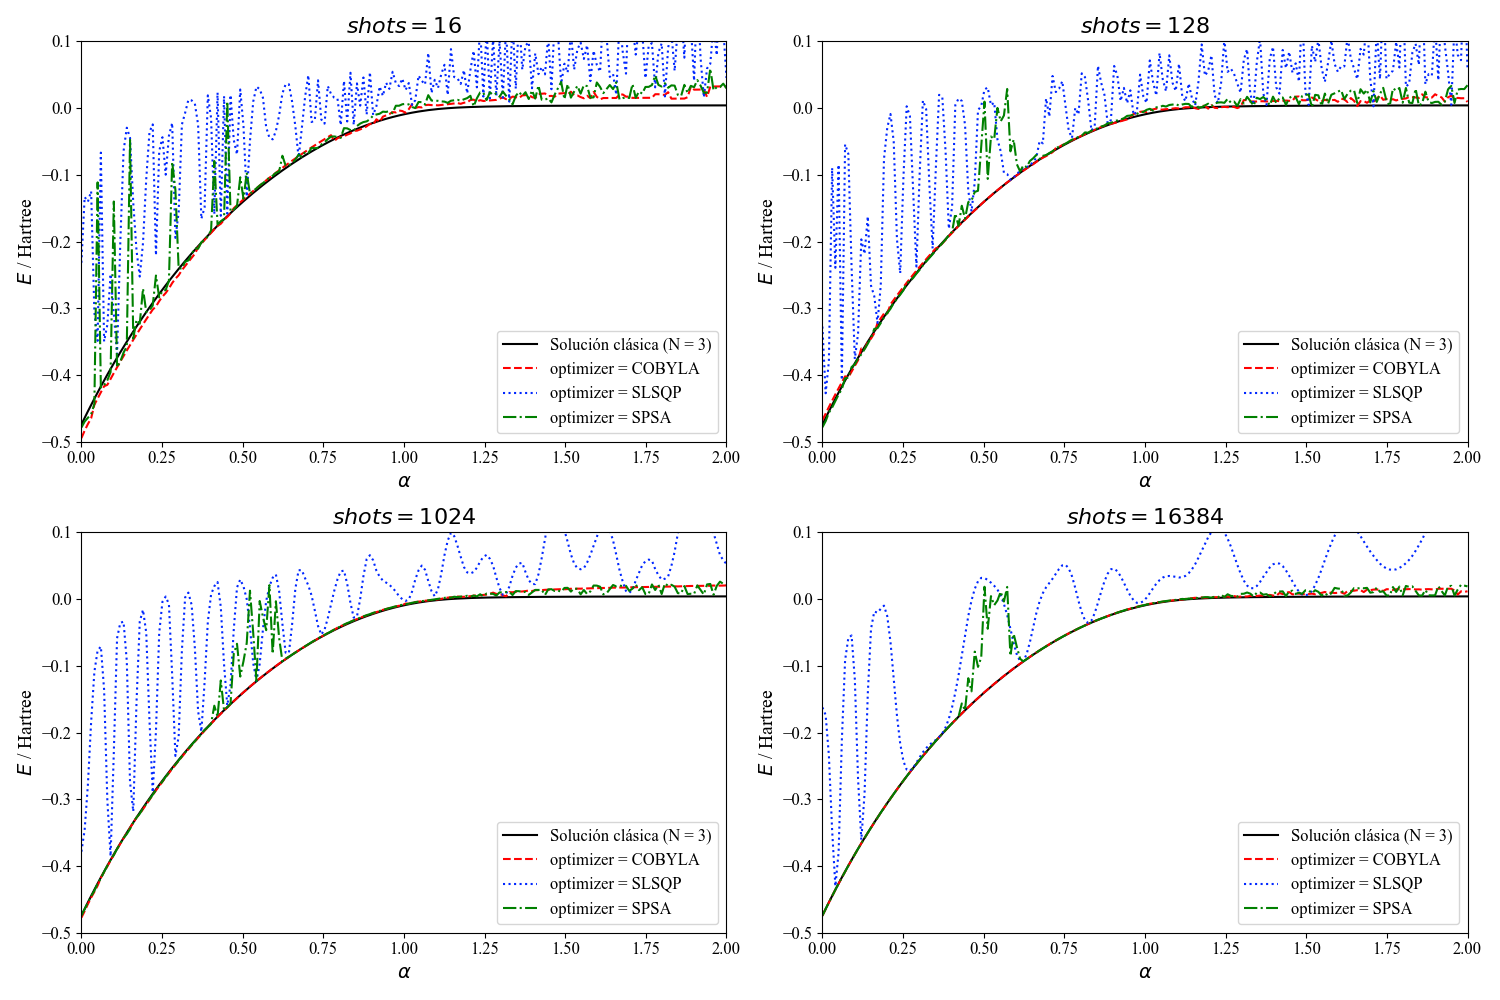 shots = 16
0.1
0.0
−0.1
−0.2
−0.3
−0.4
−0.5
E / Hartree
0.00 0.25 0.50 0.75 1.00 1.25 1.50 1.75 2.00
α
Solución clásica (N = 3)
optimizer = COBYLA
optimizer = SLSQP
optimizer = SPSA
shots = 128
0.1
0.0
−0.1
−0.2
−0.3
−0.4
−0.5
E / Hartree
0.00 0.25 0.50 0.75 1.00 1.25 1.50 1.75 2.00
α
Solución clásica (N = 3)
optimizer = COBYLA
optimizer = SLSQP
optimizer = SPSA
shots = 1024
0.1
0.0
−0.1
−0.2
−0.3
−0.4
−0.5
E / Hartree
0.00 0.25 0.50 0.75 1.00 1.25 1.50 1.75 2.00
α
Solución clásica (N = 3)
optimizer = COBYLA
optimizer = SLSQP
optimizer = SPSA
shots = 16384
0.1
0.0
−0.1
−0.2
−0.3
−0.4
−0.5
E / Hartree
0.00 0.25 0.50 0.75 1.00 1.25 1.50 1.75 2.00
α
Solución clásica (N = 3)
optimizer = COBYLA
optimizer = SLSQP
optimizer = SPSA